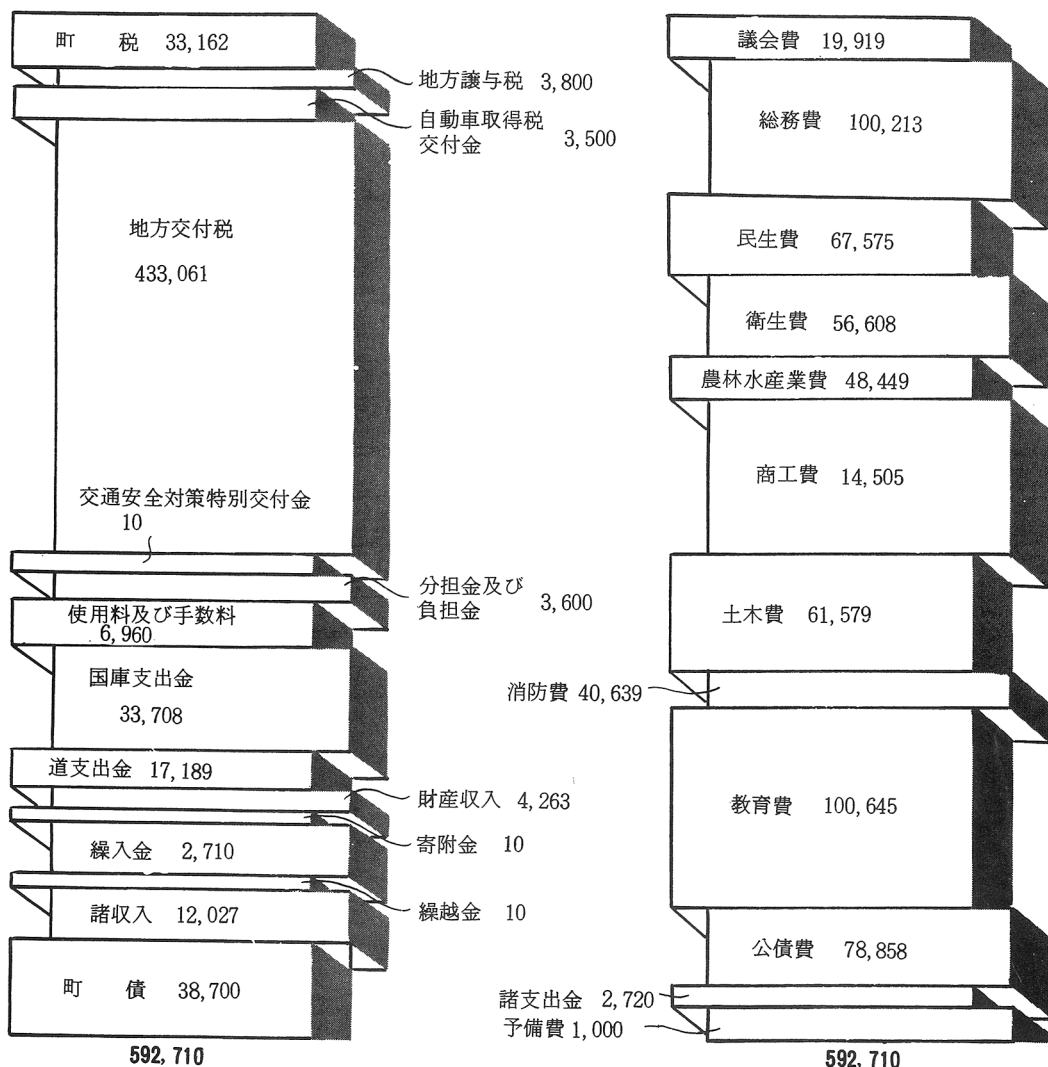 町 税 33,162
地方譲与税 3,800
自動車取得税
交付金 3,500
地方交付税
433,061
交通安全対策特別交付金
10
分担金及び
負担金 3,600
使用料及び手数料
6,960
国庫支出金
33,708
道支出金 17,189
財産収入 4,263
寄附金 10
繰入金 2,710
繰越金 10
諸収入 12,027
町 債 38,700
592,710
議会費 19,919
総務費 100,213
民生費 67,575
衛生費 56,608
農林水産業費 48,449
商工費 14,505
土木費 61,579
消防費 40,639
教育費 100,645
公債費 78,858
諸支出金 2,720
予備費 1,000
592,710